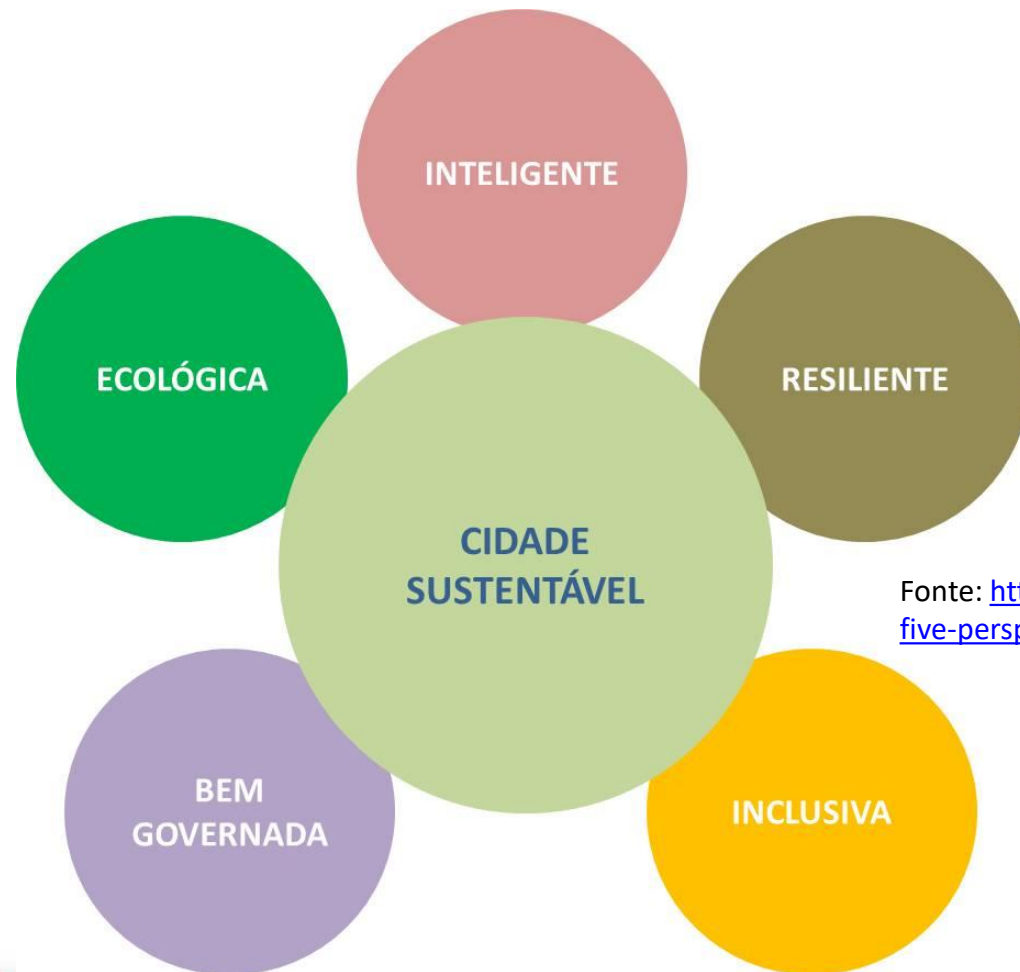 INTELIGENTE
ECOLÓGICA
RESILIENTE
CIDADE
SUSTENTÁVEL
Fonte:
BEM
GOVERNADA
INCLUSIVA